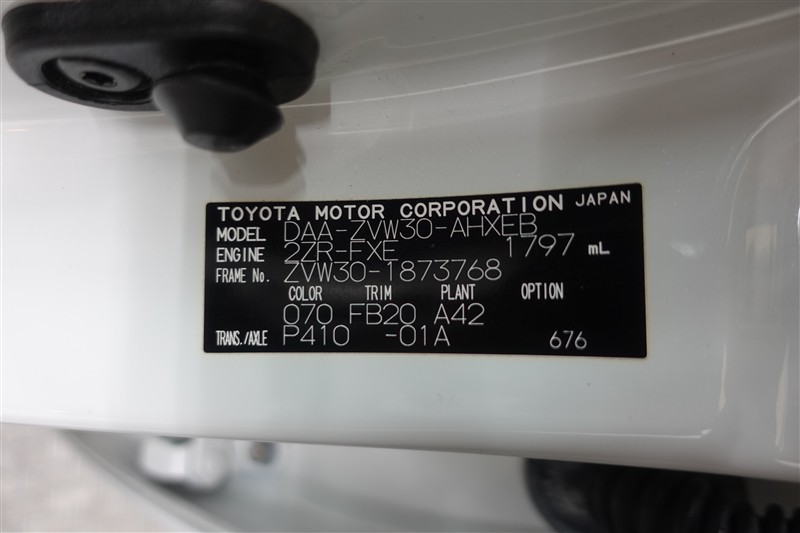 TOYOTA MOTOR CORPORATION JAPAN
MODEL DAA-ZVW30-AHXEB
ENGINE 2ZR-FXE 1797 mL
FRAME No. ZVW30-1873768
COLOR TRIM PLANT OPTION
070 FB20 A42
TRANS./AXLE P410 -01A 676